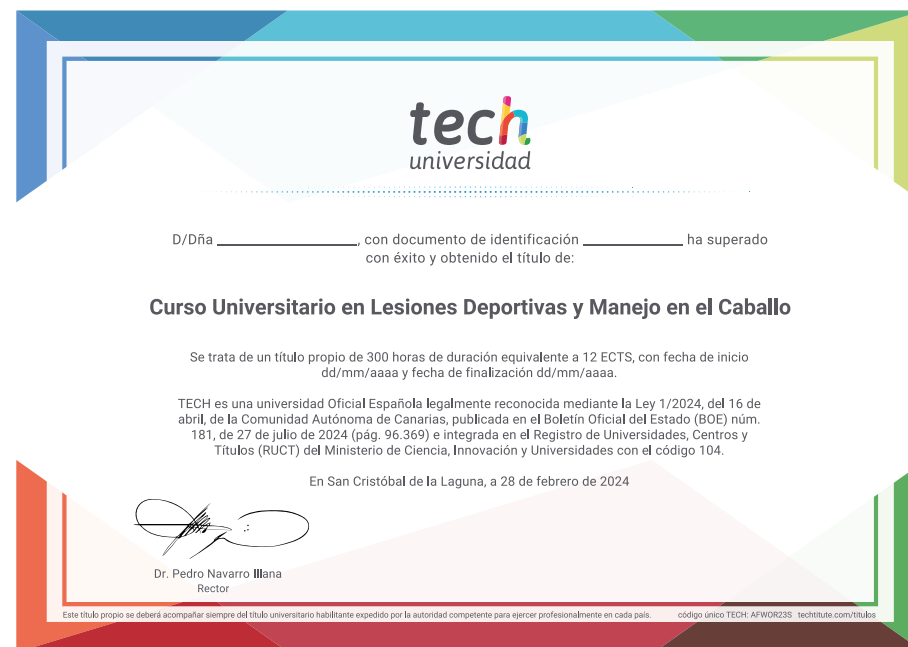 tech
universidad
D/Dña ____________________, con documento de identificación ______________ ha superado
con éxito y obtenido el título de:
Curso Universitario en Lesiones Deportivas y Manejo en el Caballo
Se trata de un título propio de 300 horas de duración equivalente a 12 ECTS, con fecha de inicio
dd/mm/aaaa y fecha de finalización dd/mm/aaaa.
TECH es una universidad Oficial Española legalmente reconocida mediante la Ley 1/2024, del 16 de
abril, de la Comunidad Autónoma de Canarias, publicada en el Boletín Oficial del Estado (BOE) núm.
181, de 27 de julio de 2024 (pág. 96.369) e integrada en el Registro de Universidades, Centros y
Títulos (RUCT) del Ministerio de Ciencia, Innovación y Universidades con el código 104.
En San Cristóbal de la Laguna, a 28 de febrero de 2024
Dr. Pedro Navarro Illana
Rector
Este título propio se deberá acompañar siempre del título universitario habilitante expedido por la autoridad competente para ejercer profesionalmente en cada país. código único TECH: AFWOR23S techtitute.com/titulos